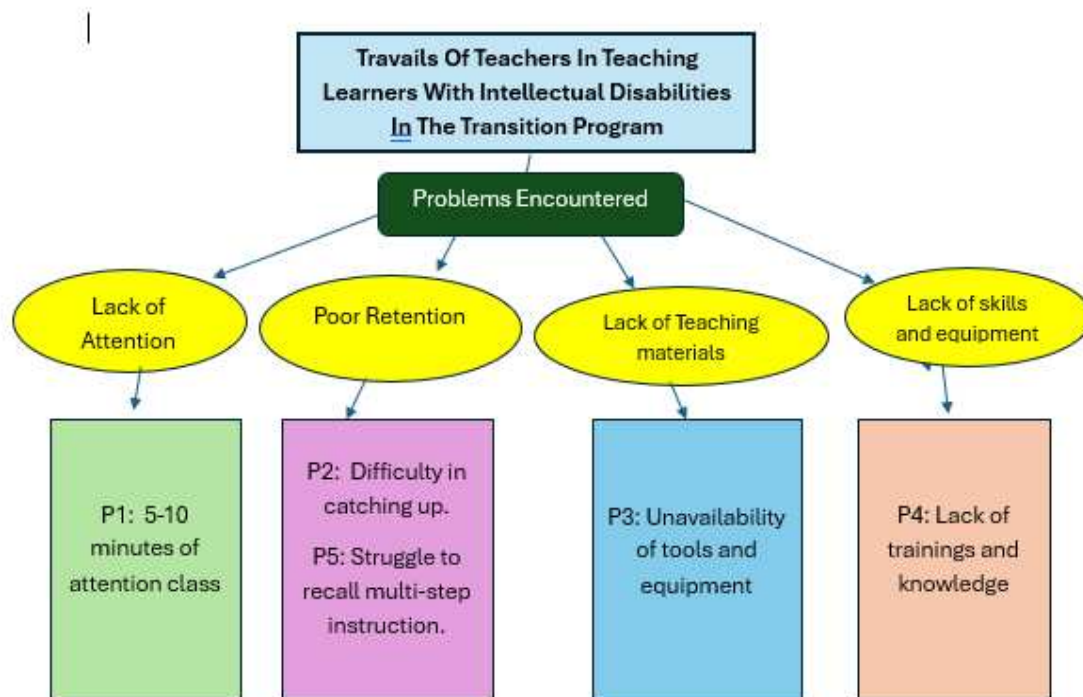 Travails Of Teachers In Teaching
Learners With Intellectual Disabilities
In The Transition Program
Problems Encountered
Lack of
Attention
Poor Retention
Lack of Teaching
materials
Lack of skills
and equipment
P1: 5-10
minutes of
attention class
P2: Difficulty in
catching up.
P5: Struggle to
recall multi-step
instruction.
P3: Unavailability
of tools and
equipment
P4: Lack of
trainings and
knowledge